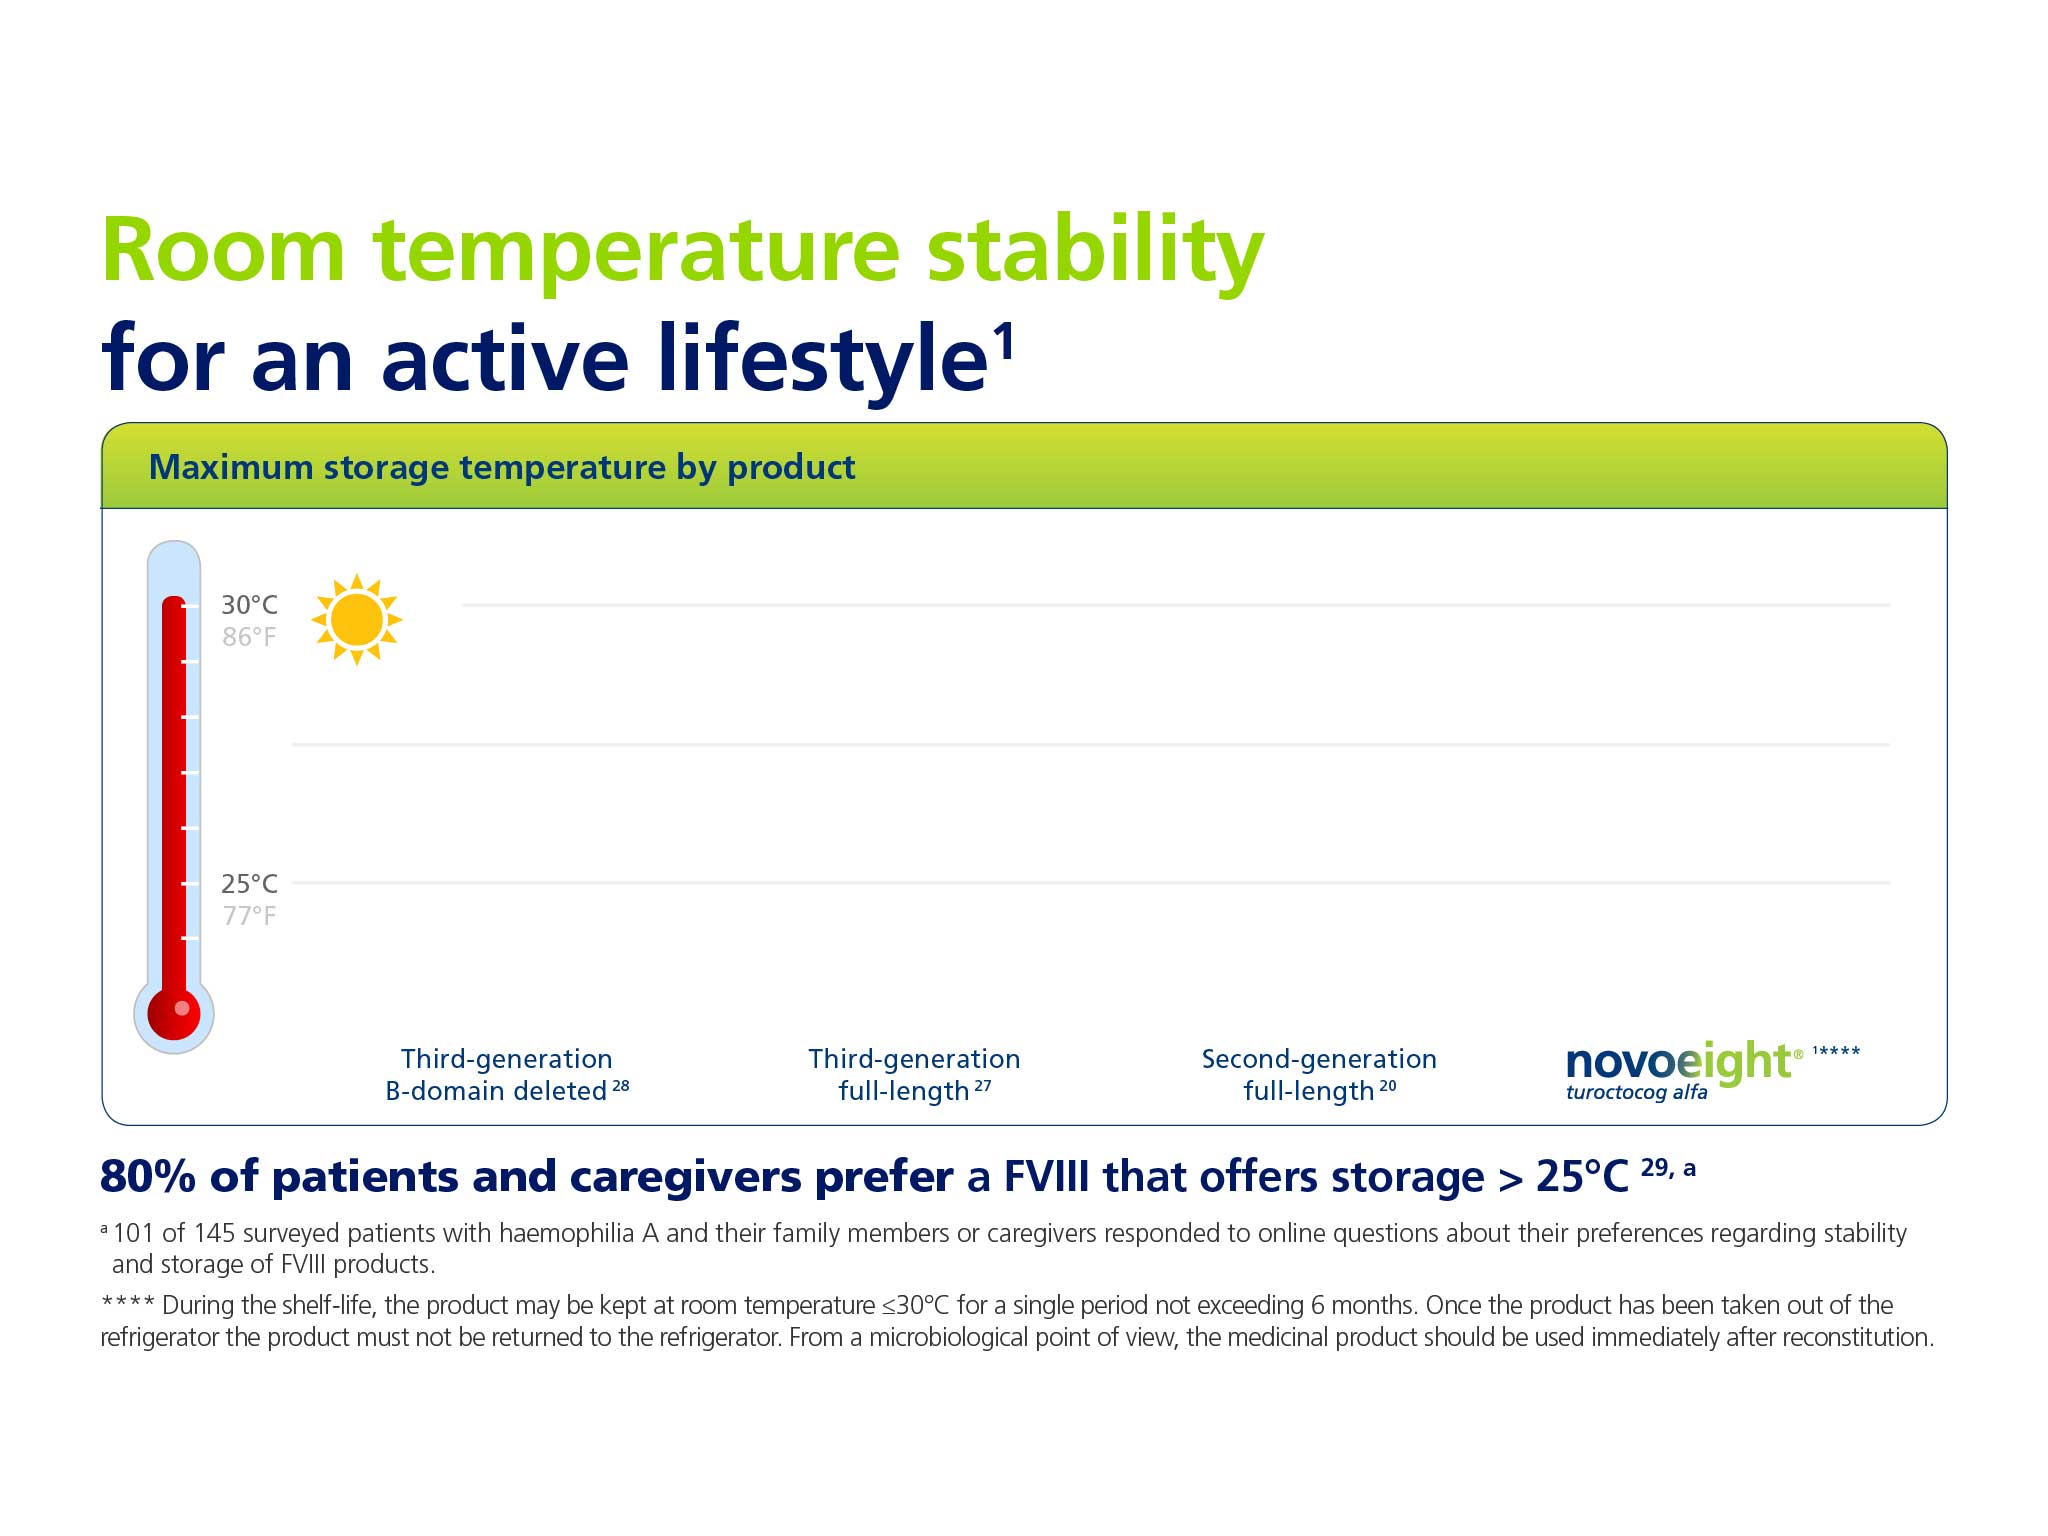 Room temperature stability
for an active lifestyle¹
Maximum storage temperature by product
30°C
86°F
25°C
77°F
Third-generation
B-domain deleted 28
Third-generation
full-length 27
Second-generation
full-length 20
novoeight® 1****
turoctocog alfa
80% of patients and caregivers prefer a FVIII that offers storage > 25°C 29, a
a 101 of 145 surveyed patients with haemophilia A and their family members or caregivers responded to online questions about their preferences regarding stability
and storage of FVIII products.
**** During the shelf-life, the product may be kept at room temperature ≤30°C for a single period not exceeding 6 months. Once the product has been taken out of the
refrigerator the product must not be returned to the refrigerator. From a microbiological point of view, the medicinal product should be used immediately after reconstitution.